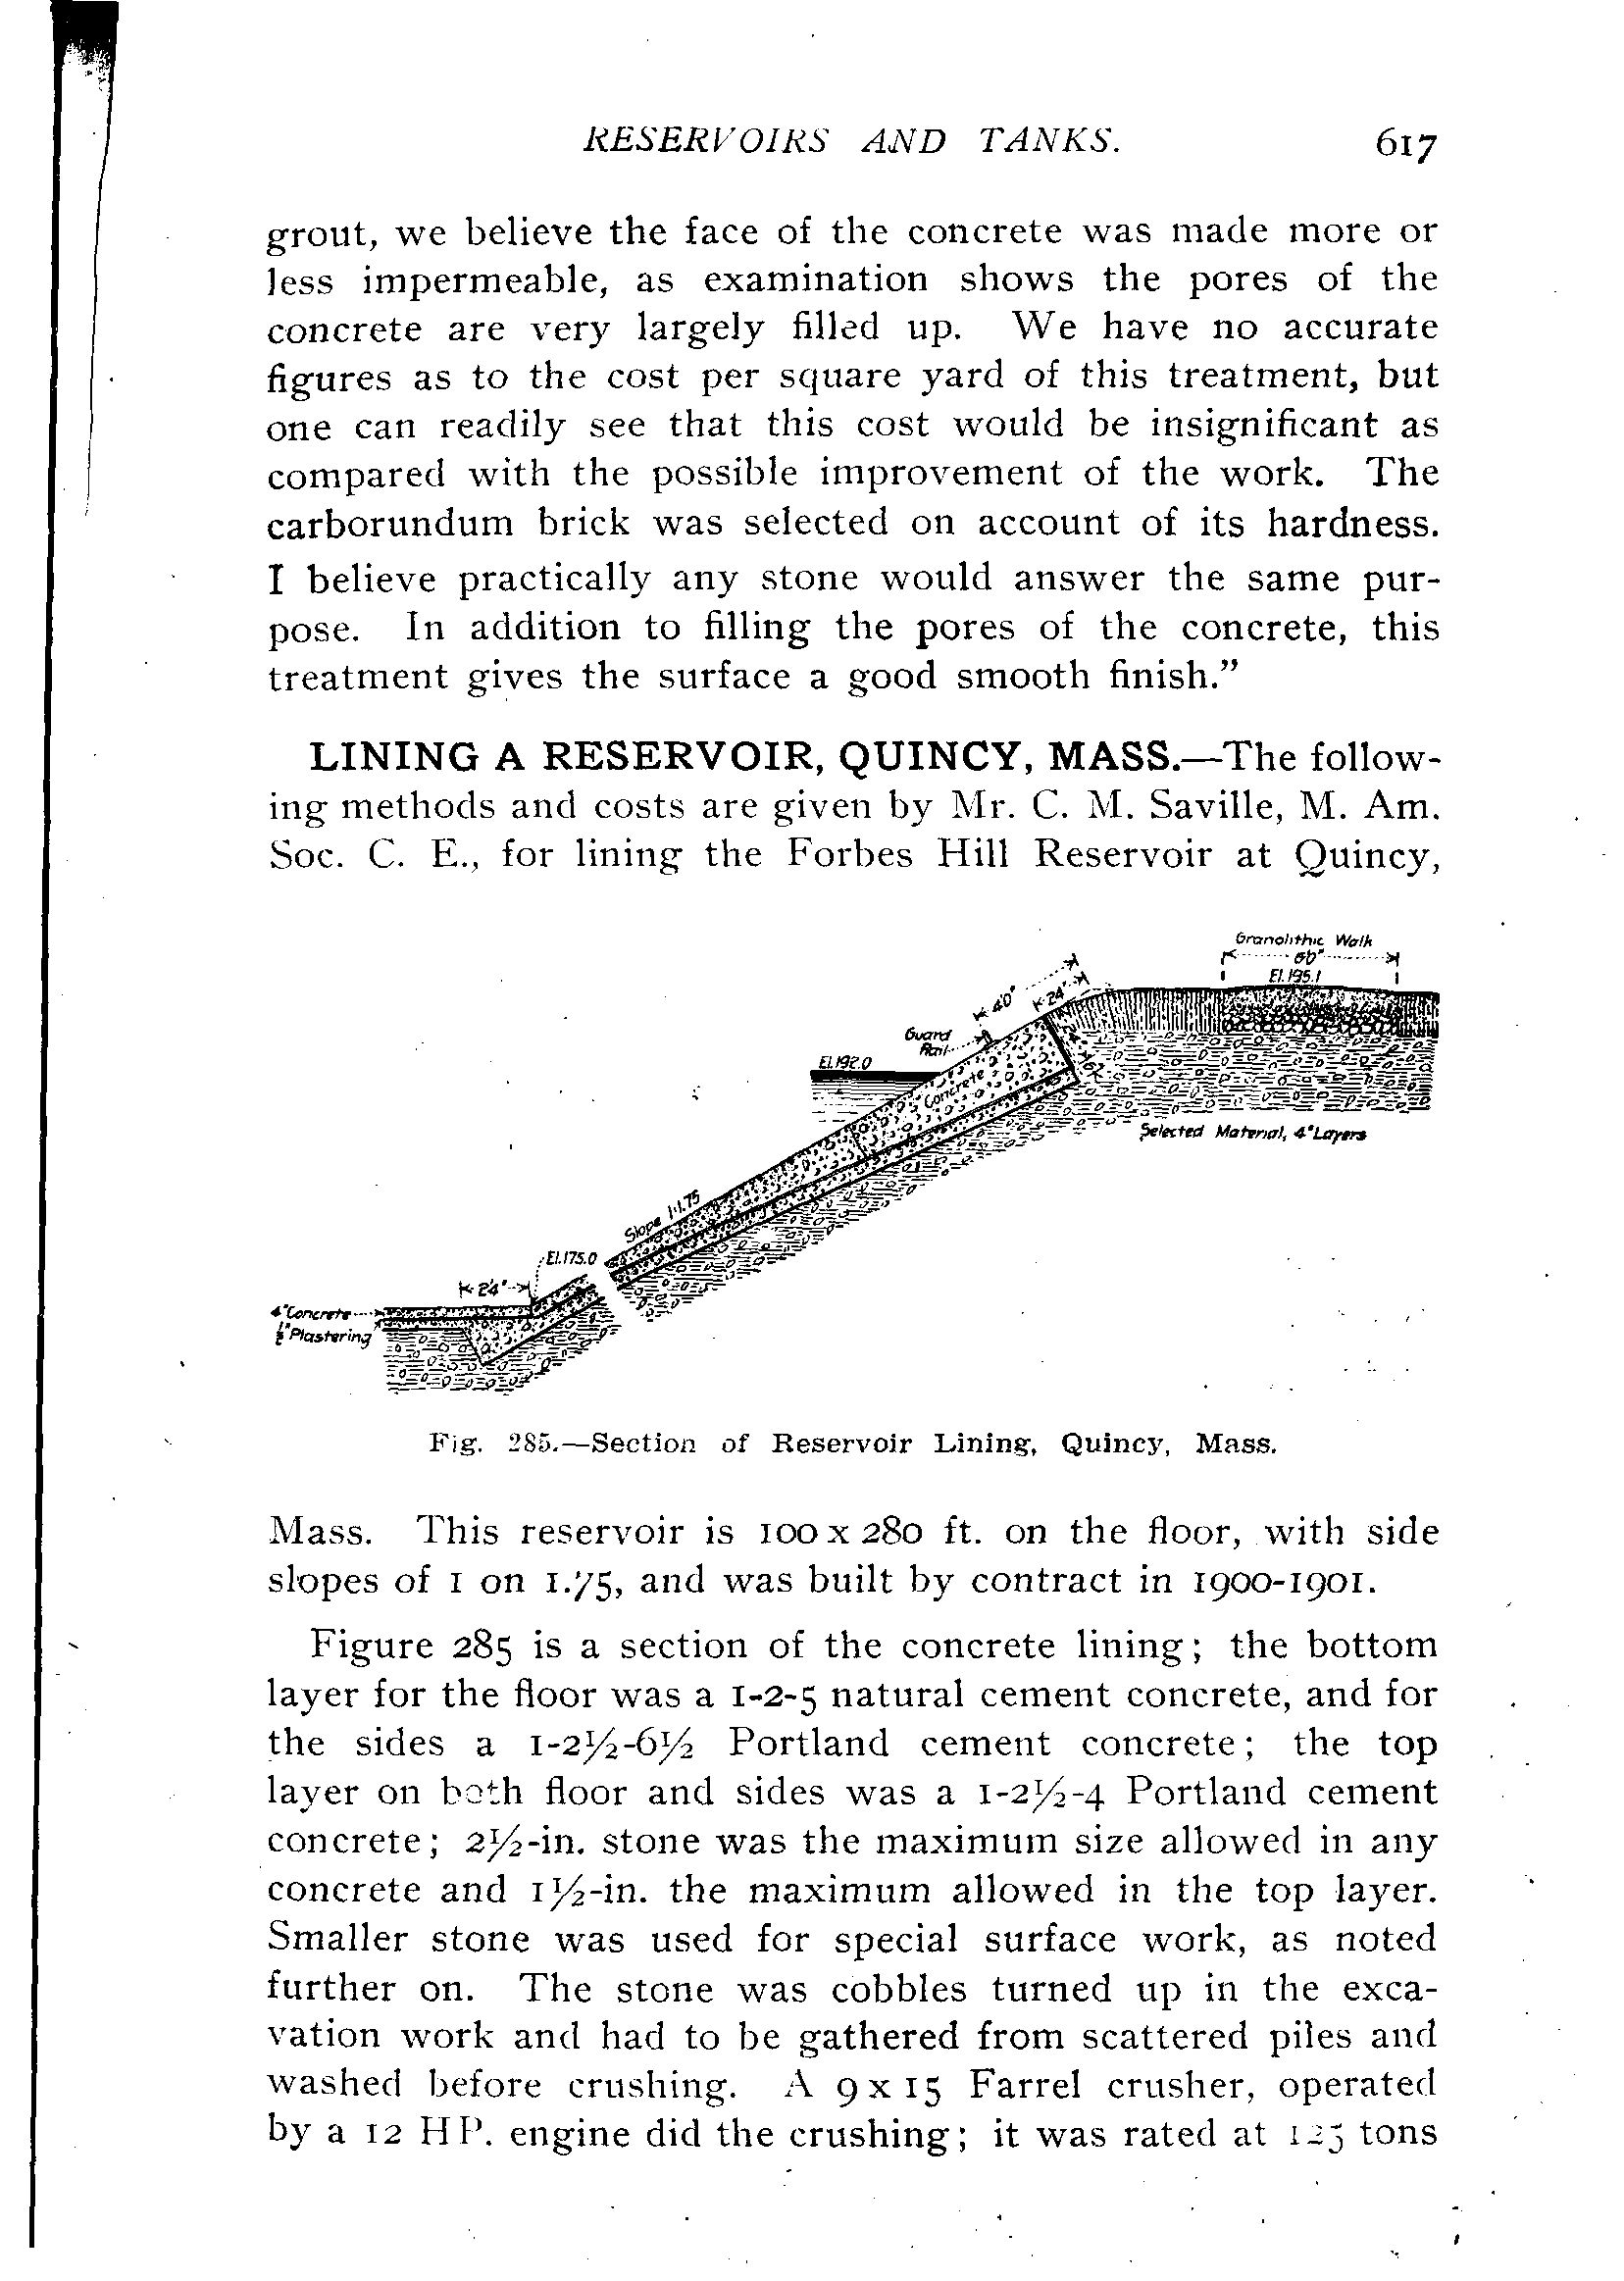 RESERVOIRS AND TANKS. 617
grout, we believe the face of the concrete was made more or
less impermeable, as examination shows the pores of the
concrete are very largely filled up. We have no accurate
figures as to the cost per square yard of this treatment, but
one can readily see that this cost would be insignificant as
compared with the possible improvement of the work. The
carborundum brick was selected on account of its hardness.
I believe practically any stone would answer the same pur-
pose. In addition to filling the pores of the concrete, this
treatment gives the surface a good smooth finish.”
LINING A RESERVOIR, QUINCY, MASS.—The follow-
ing methods and costs are given by Mr. C. M. Saville, M. Am.
Soc. C. E., for lining the Forbes Hill Reservoir at Quincy,
Granolithic Walk
El. 195.1
4'0"
Guard
Rail
El. 192.0
Concrete
Selected Material, 4" Layers
Slope 1:1.75
El. 175.0
4" Concrete
½" Plastering
Fig. 285.—Section of Reservoir Lining, Quincy, Mass.
Mass. This reservoir is 100 x 280 ft. on the floor, with side
slopes of 1 on 1.75, and was built by contract in 1900-1901.
Figure 285 is a section of the concrete lining; the bottom
layer for the floor was a 1-2-5 natural cement concrete, and for
the sides a 1-2½-6½ Portland cement concrete; the top
layer on both floor and sides was a 1-2½-4 Portland cement
concrete; 2½-in. stone was the maximum size allowed in any
concrete and 1½-in. the maximum allowed in the top layer.
Smaller stone was used for special surface work, as noted
further on. The stone was cobbles turned up in the exca-
vation work and had to be gathered from scattered piles and
washed before crushing. A 9 x 15 Farrel crusher, operated
by a 12 HP. engine did the crushing; it was rated at 125 tons